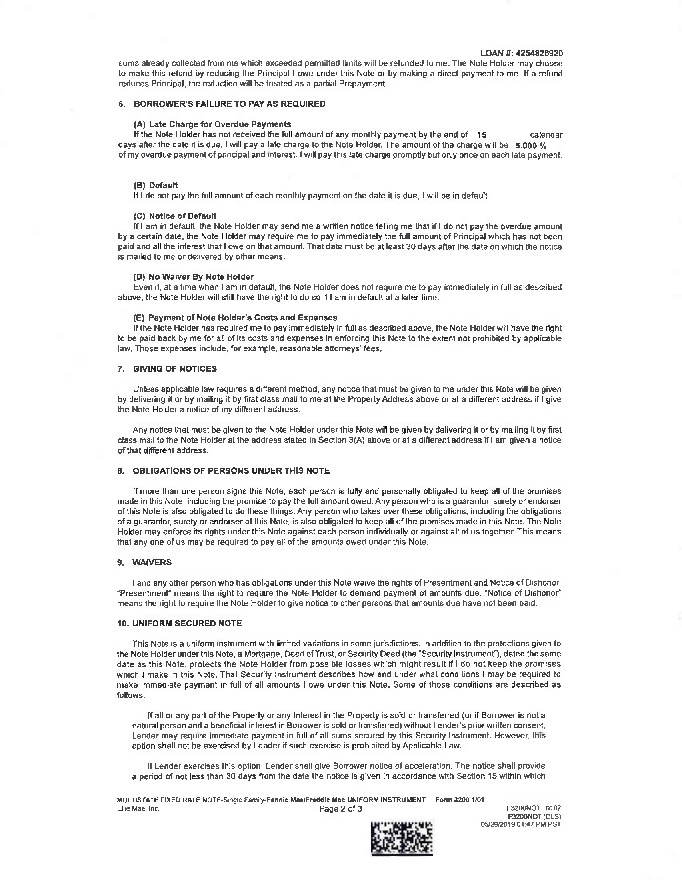 LOAN #: 4254826920
sums already collected from me which exceeded permitted limits will be refunded to me. The Note Holder may choose
to make this refund by reducing the Principal I owe under this Note or by making a direct payment to me. If a refund
reduces Principal, the reduction will be treated as a partial Prepayment.
6. BORROWER'S FAILURE TO PAY AS REQUIRED
(A) Late Charge for Overdue Payments
If the Note Holder has not received the full amount of any monthly payment by the end of 15 calendar
days after the date it is due, I will pay a late charge to the Note Holder. The amount of the charge will be 5.000 %
of my overdue payment of principal and interest. I will pay this late charge promptly but only once on each late payment.
(B) Default
If I do not pay the full amount of each monthly payment on the date it is due, I will be in default.
(C) Notice of Default
If I am in default, the Note Holder may send me a written notice telling me that if I do not pay the overdue amount
by a certain date, the Note Holder may require me to pay immediately the full amount of Principal which has not been
paid and all the interest that I owe on that amount. That date must be at least 30 days after the date on which the notice
is mailed to me or delivered by other means.
(D) No Waiver By Note Holder
Even if, at a time when I am in default, the Note Holder does not require me to pay immediately in full as described
above, the Note Holder will still have the right to do so if I am in default at a later time.
(E) Payment of Note Holder's Costs and Expenses
If the Note Holder has required me to pay immediately in full as described above, the Note Holder will have the right
to be paid back by me for all of its costs and expenses in enforcing this Note to the extent not prohibited by applicable
law. Those expenses include, for example, reasonable attorneys' fees.
7. GIVING OF NOTICES
Unless applicable law requires a different method, any notice that must be given to me under this Note will be given
by delivering it or by mailing it by first class mail to me at the Property Address above or at a different address if I give
the Note Holder a notice of my different address.
Any notice that must be given to the Note Holder under this Note will be given by delivering it or by mailing it by first
class mail to the Note Holder at the address stated in Section 3(A) above or at a different address if I am given a notice
of that different address.
8. OBLIGATIONS OF PERSONS UNDER THIS NOTE
If more than one person signs this Note, each person is fully and personally obligated to keep all of the promises
made in this Note, including the promise to pay the full amount owed. Any person who is a guarantor, surety or endorser
of this Note is also obligated to do these things. Any person who takes over these obligations, including the obligations
of a guarantor, surety or endorser of this Note, is also obligated to keep all of the promises made in this Note. The Note
Holder may enforce its rights under this Note against each person individually or against all of us together. This means
that any one of us may be required to pay all of the amounts owed under this Note.
9. WAIVERS
I and any other person who has obligations under this Note waive the rights of Presentment and Notice of Dishonor.
"Presentment" means the right to require the Note Holder to demand payment of amounts due. "Notice of Dishonor"
means the right to require the Note Holder to give notice to other persons that amounts due have not been paid.
10. UNIFORM SECURED NOTE
This Note is a uniform instrument with limited variations in some jurisdictions. In addition to the protections given to
the Note Holder under this Note, a Mortgage, Deed of Trust, or Security Deed (the "Security Instrument"), dated the same
date as this Note, protects the Note Holder from possible losses which might result if I do not keep the promises
which I make in this Note. That Security Instrument describes how and under what conditions I may be required to
make immediate payment in full of all amounts I owe under this Note. Some of those conditions are described as
follows:
If all or any part of the Property or any Interest in the Property is sold or transferred (or if Borrower is not a
natural person and a beneficial interest in Borrower is sold or transferred) without Lender's prior written consent,
Lender may require immediate payment in full of all sums secured by this Security Instrument. However, this
option shall not be exercised by Lender if such exercise is prohibited by Applicable Law.
If Lender exercises this option, Lender shall give Borrower notice of acceleration. The notice shall provide
a period of not less than 30 days from the date the notice is given in accordance with Section 15 within which
MULTISTATE FIXED RATE NOTE-Single Family-Fannie Mae/Freddie Mac UNIFORM INSTRUMENT Form 3200 1/01
Ellie Mae, Inc. Page 2 of 3
F3200NOT (CLS)
05/29/2019 01:47 PM PST